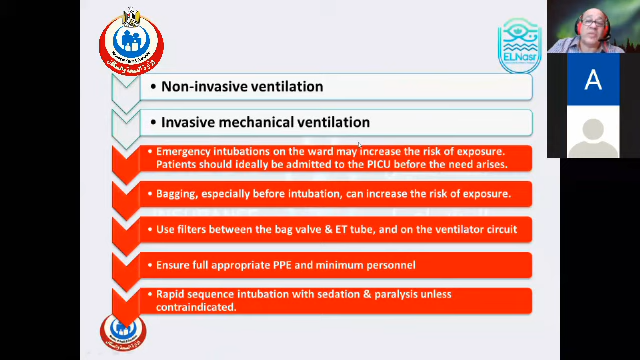 ELNasr
A
• Non-invasive ventilation
• Invasive mechanical ventilation
• Emergency intubations on the ward may increase the risk of exposure.
Patients should ideally be admitted to the PICU before the need arises.
• Bagging, especially before intubation, can increase the risk of exposure.
• Use filters between the bag valve & ET tube, and on the ventilator circuit
• Ensure full appropriate PPE and minimum personnel
• Rapid sequence intubation with sedation & paralysis unless
contraindicated.